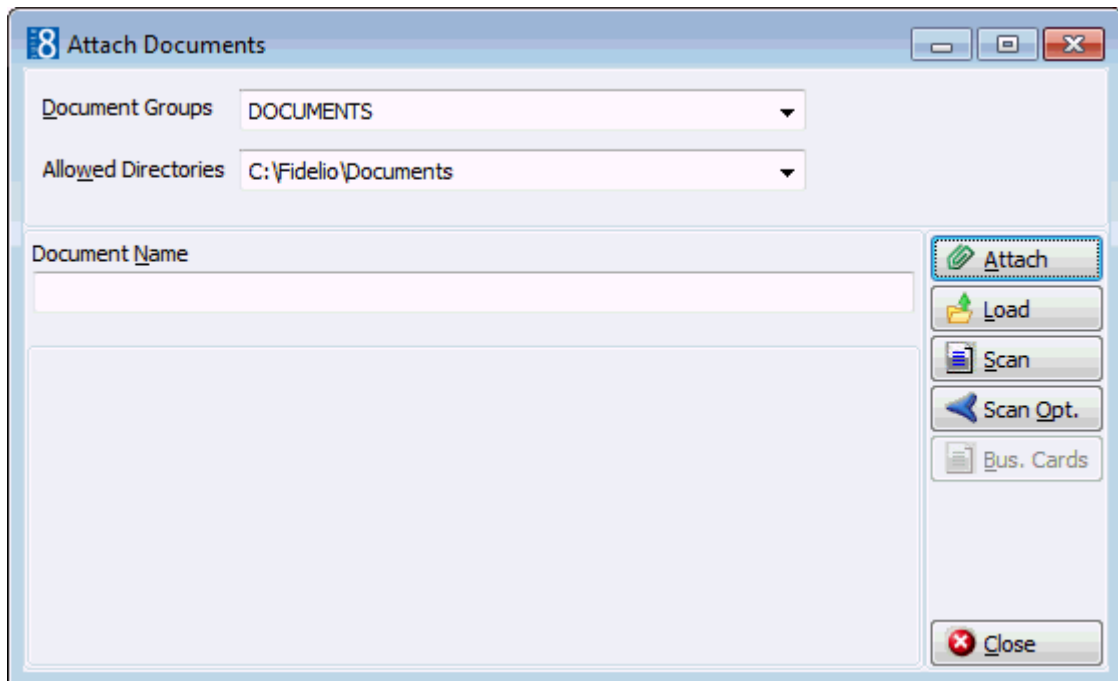 8 Attach Documents
Document Groups DOCUMENTS
Allowed Directories C:\Fidelio\Documents
Document Name
Attach
Load
Scan
Scan Opt.
Bus. Cards
Close